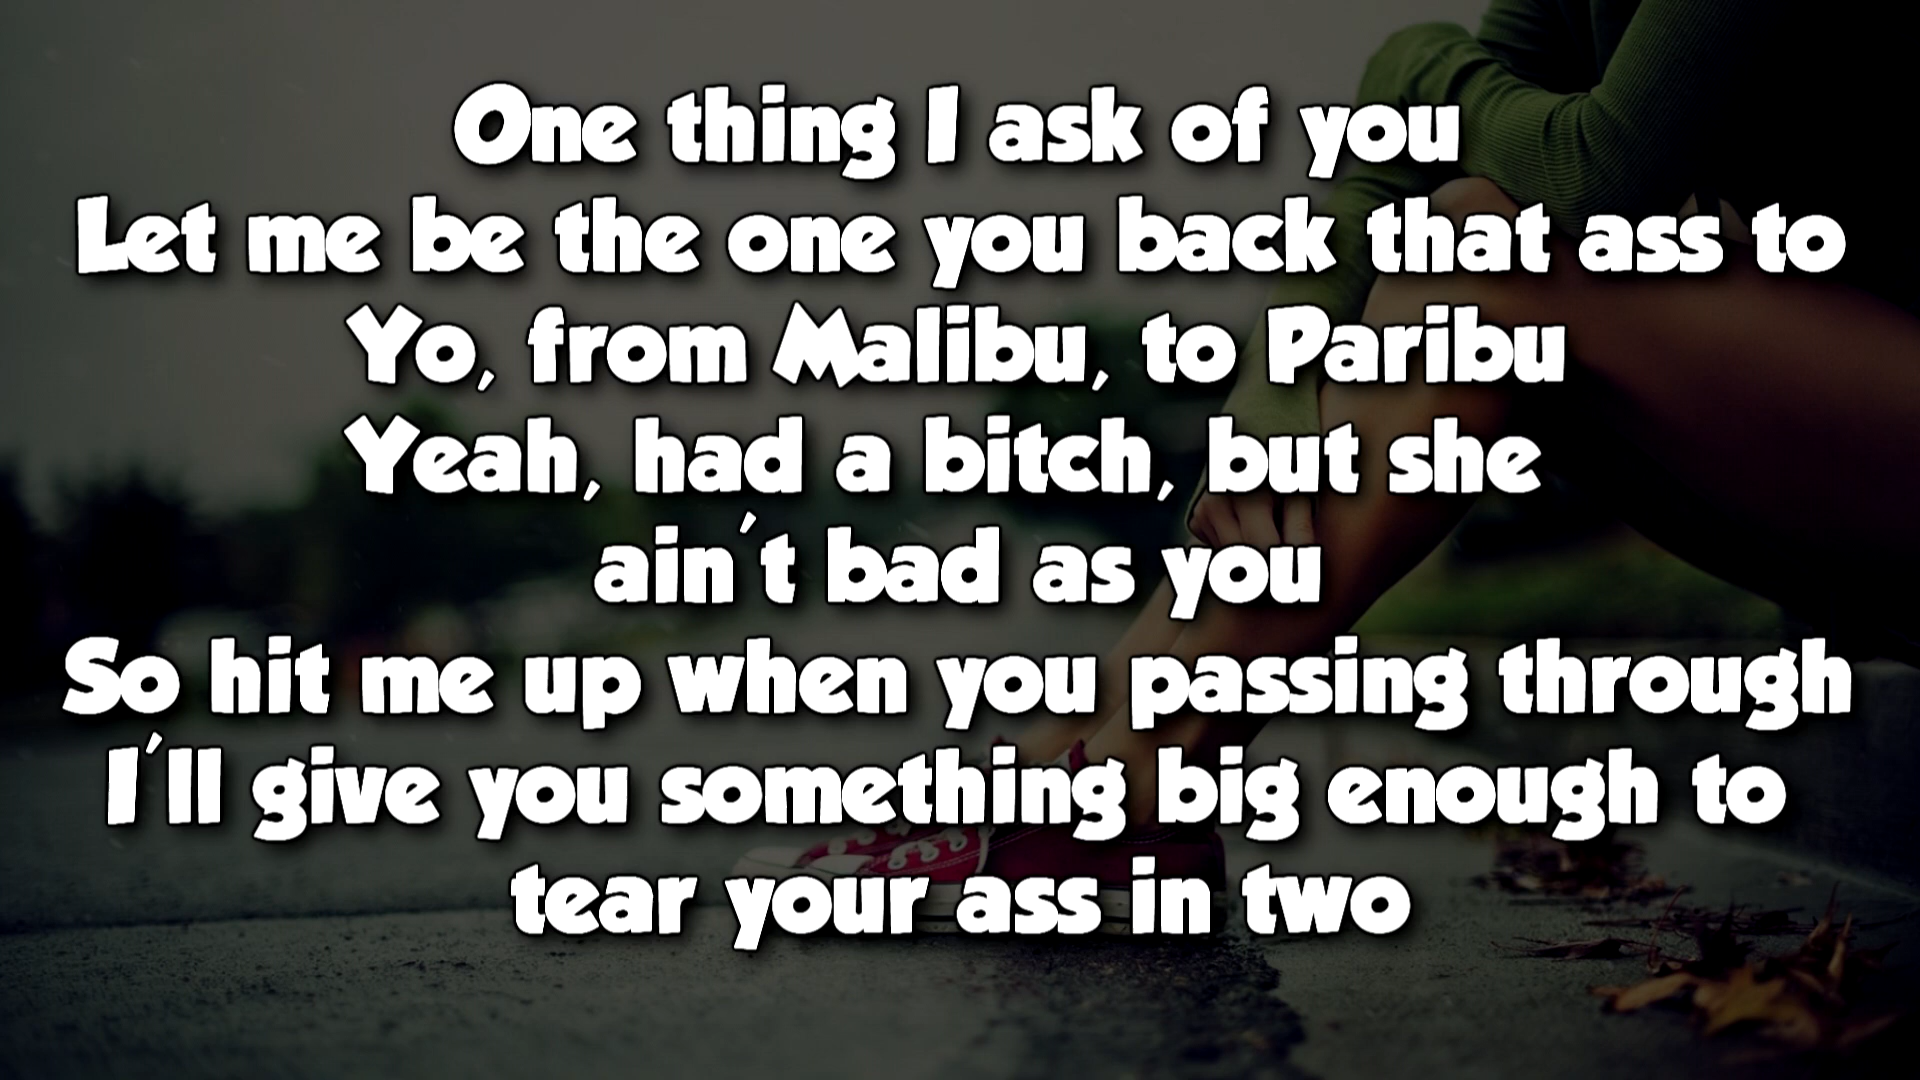 One thing I ask of you
Let me be the one you back that ass to
Yo, from Malibu, to Paribu
Yeah, had a bitch, but she
ain't bad as you
So hit me up when you passing through
I'll give you something big enough to
tear your ass in two